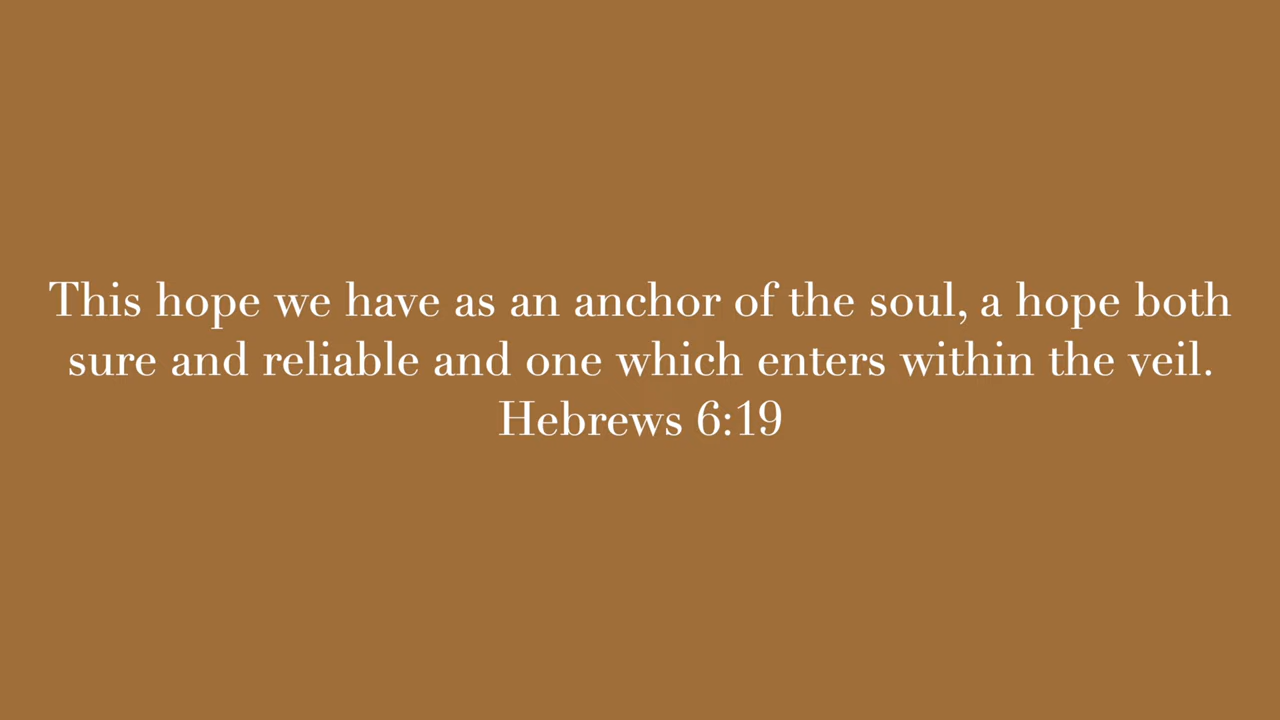 This hope we have as an anchor of the soul, a hope both
sure and reliable and one which enters within the veil.
Hebrews 6:19